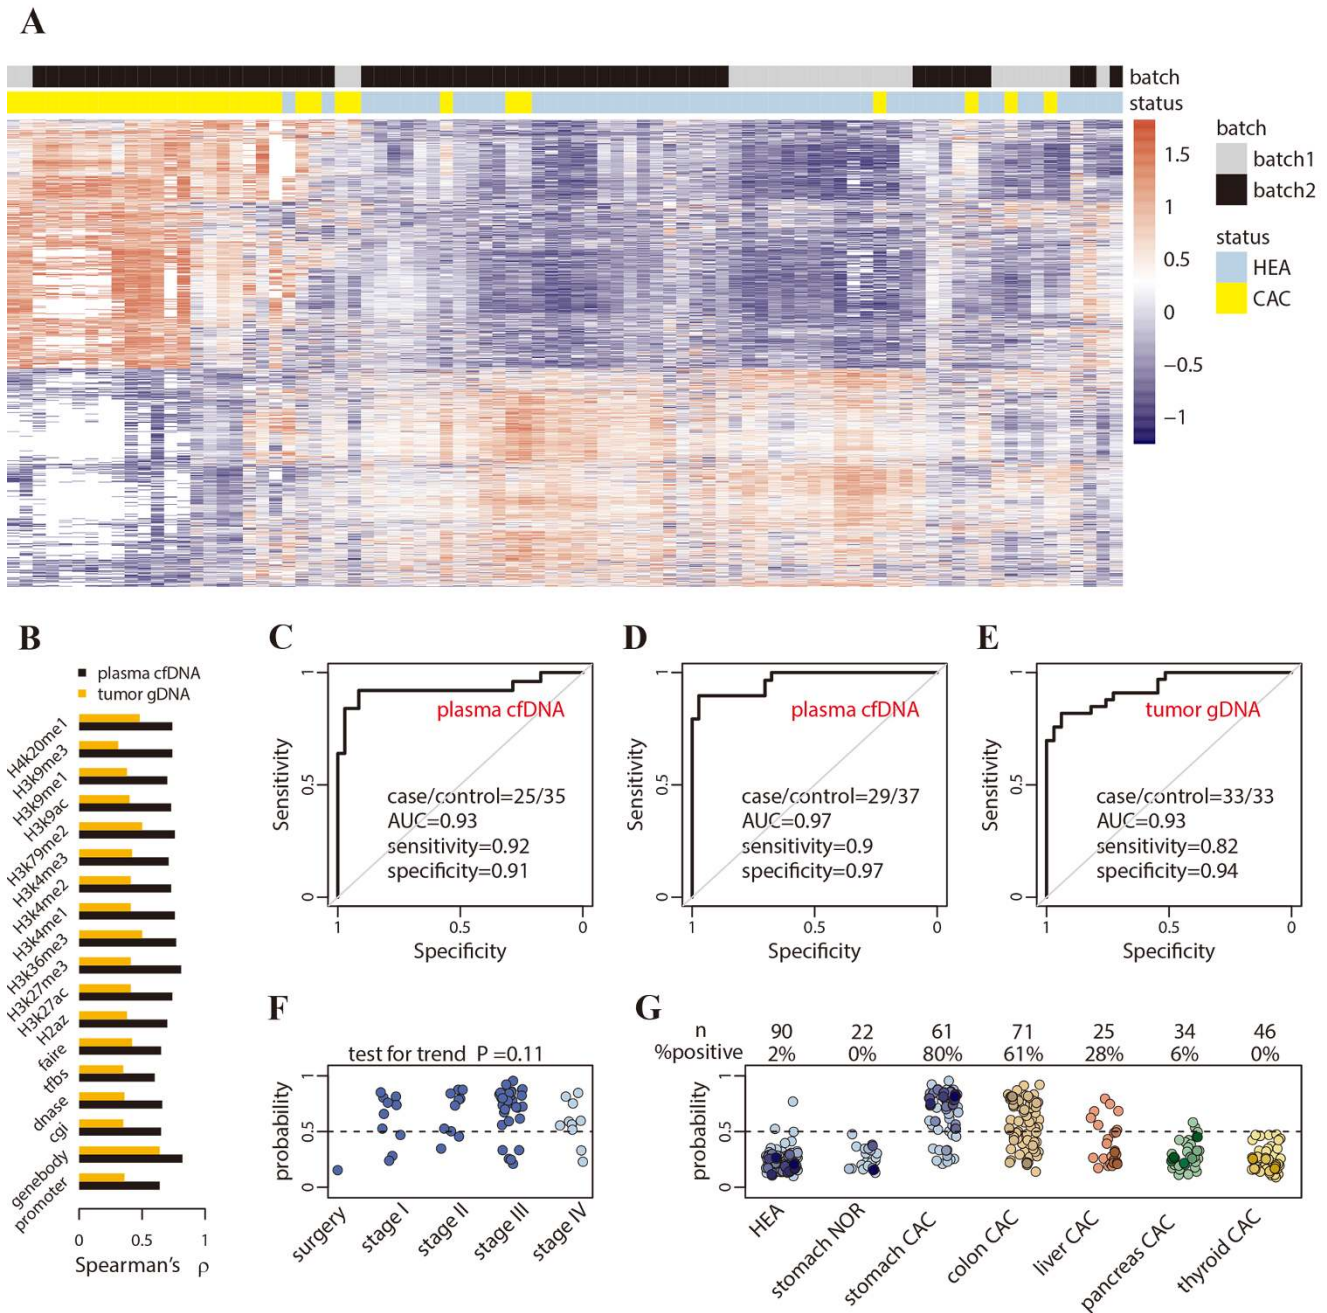 A
batch
status
1.5
1
0.5
0
−0.5
−1
batch
batch1
batch2
status
HEA
CAC
B
plasma cfDNA
tumor gDNA
H4k20me1
H3k9me3
H3k9me1
H3k9ac
H3k79me2
H3k4me3
H3k4me2
H3k4me1
H3k36me3
H3k27me3
H3k27ac
H2az
faire
tfbs
dnase
cgi
genebody
promoter
0 0.5 1
Spearman's ρ
C
plasma cfDNA
case/control=25/35
AUC=0.93
sensitivity=0.92
specificity=0.91
Sensitivity
1
0.5
0
1 0.5 0
Specificity
D
plasma cfDNA
case/control=29/37
AUC=0.97
sensitivity=0.9
specificity=0.97
Sensitivity
1
0.5
0
1 0.5 0
Specificity
E
tumor gDNA
case/control=33/33
AUC=0.93
sensitivity=0.82
specificity=0.94
Sensitivity
1
0.5
0
1 0.5 0
Specificity
F
test for trend P =0.11
probability
1
0.5
0
surgery
stage I
stage II
stage III
stage IV
G
n 90 22 61 71 25 34 46
%positive 2% 0% 80% 61% 28% 6% 0%
probability
1
0.5
0
HEA
stomach NOR
stomach CAC
colon CAC
liver CAC
pancreas CAC
thyroid CAC